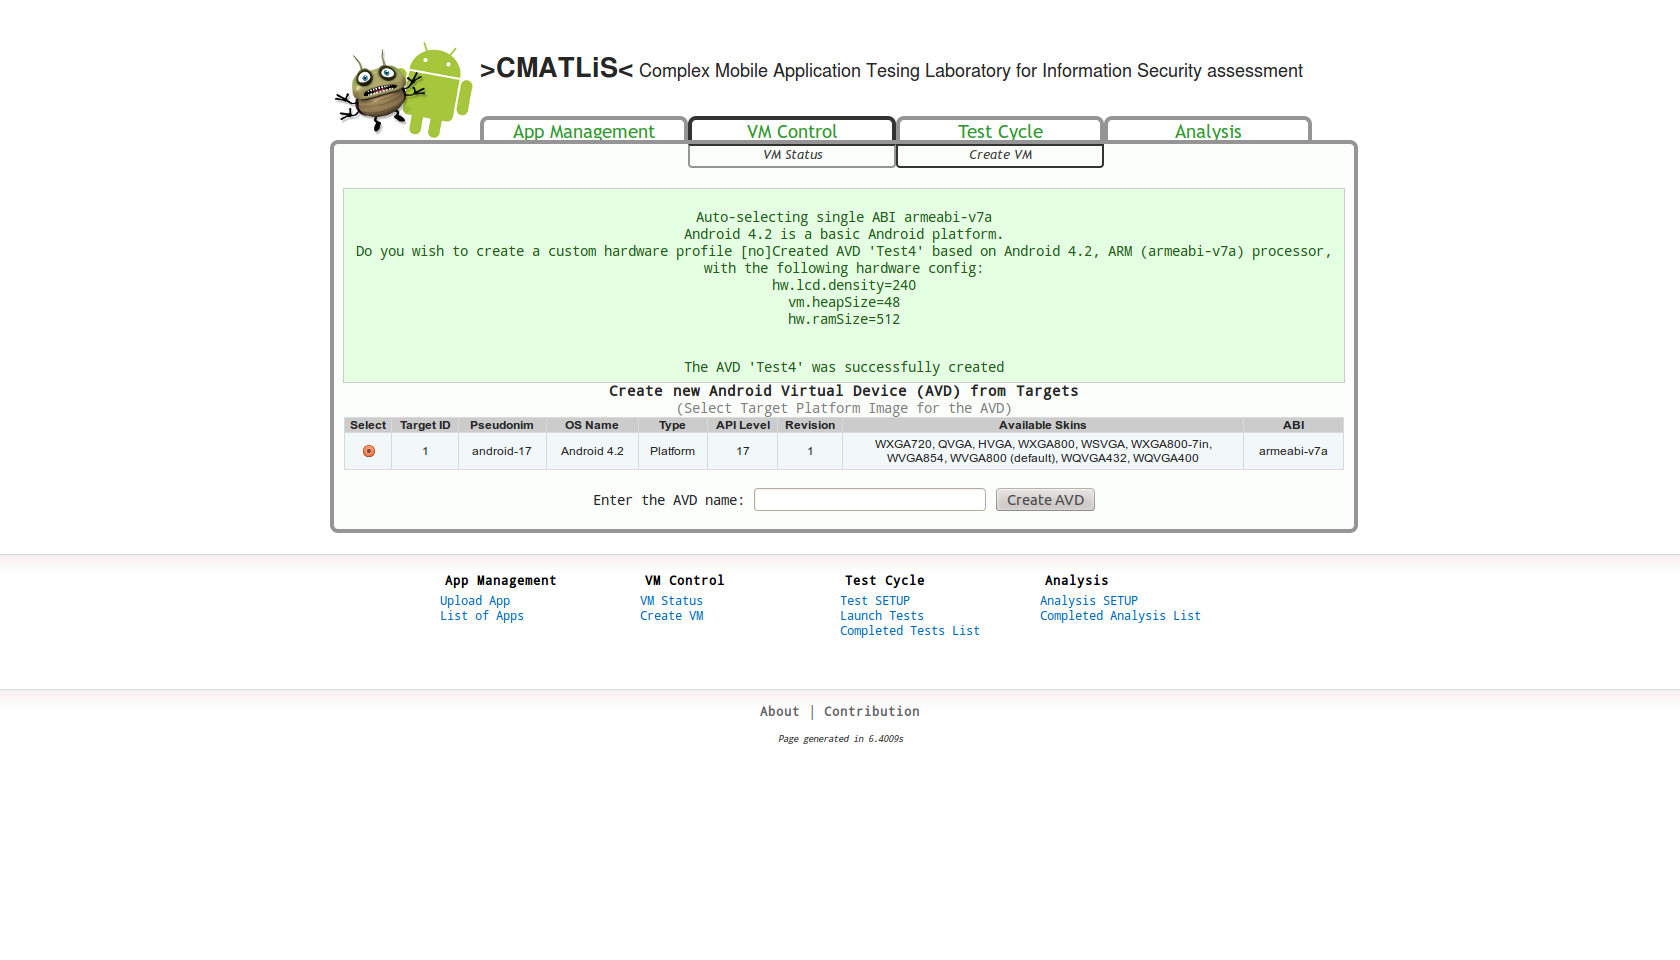 >CMATLiS< Complex Mobile Application Tesing Laboratory for Information Security assessment
App Management VM Control Test Cycle Analysis
VM Status Create VM
Auto-selecting single ABI armeabi-v7a
Android 4.2 is a basic Android platform.
Do you wish to create a custom hardware profile [no]Created AVD 'Test4' based on Android 4.2, ARM (armeabi-v7a) processor,
with the following hardware config:
hw.lcd.density=240
vm.heapSize=48
hw.ramSize=512
The AVD 'Test4' was successfully created
Create new Android Virtual Device (AVD) from Targets
(Select Target Platform Image for the AVD)
Select Target ID Pseudonim OS Name Type API Level Revision Available Skins ABI
1 android-17 Android 4.2 Platform 17 1 WXGA720, QVGA, HVGA, WXGA800, WSVGA, WXGA800-7in,
WVGA854, WVGA800 (default), WQVGA432, WQVGA400 armeabi-v7a
Enter the AVD name: Create AVD
App Management VM Control Test Cycle Analysis
Upload App VM Status Test SETUP Analysis SETUP
List of Apps Create VM Launch Tests Completed Analysis List
Completed Tests List
About | Contribution
Page generated in 6.4009s